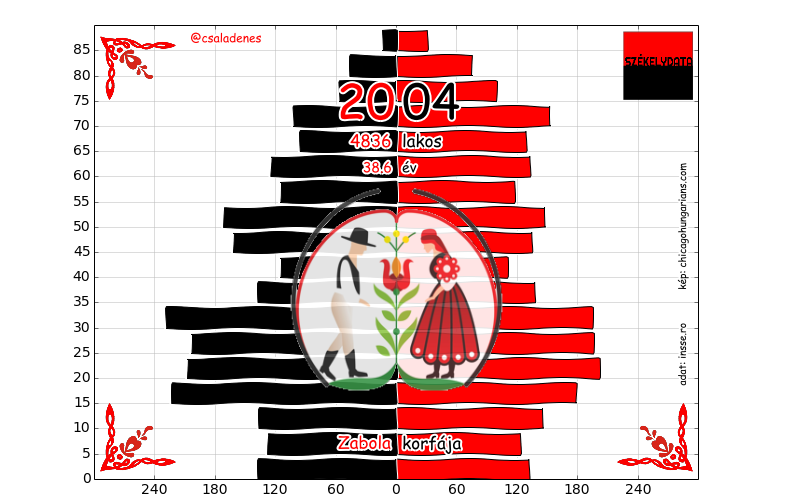 @csaladenes
SZÉKELYDATA
2004
4836 lakos
38.6 év
kép: chicagohungarians.com
adat: insse.ro
Zabola korfája
85
80
75
70
65
60
55
50
45
40
35
30
25
20
15
10
5
0
240 180 120 60 0 60 120 180 240